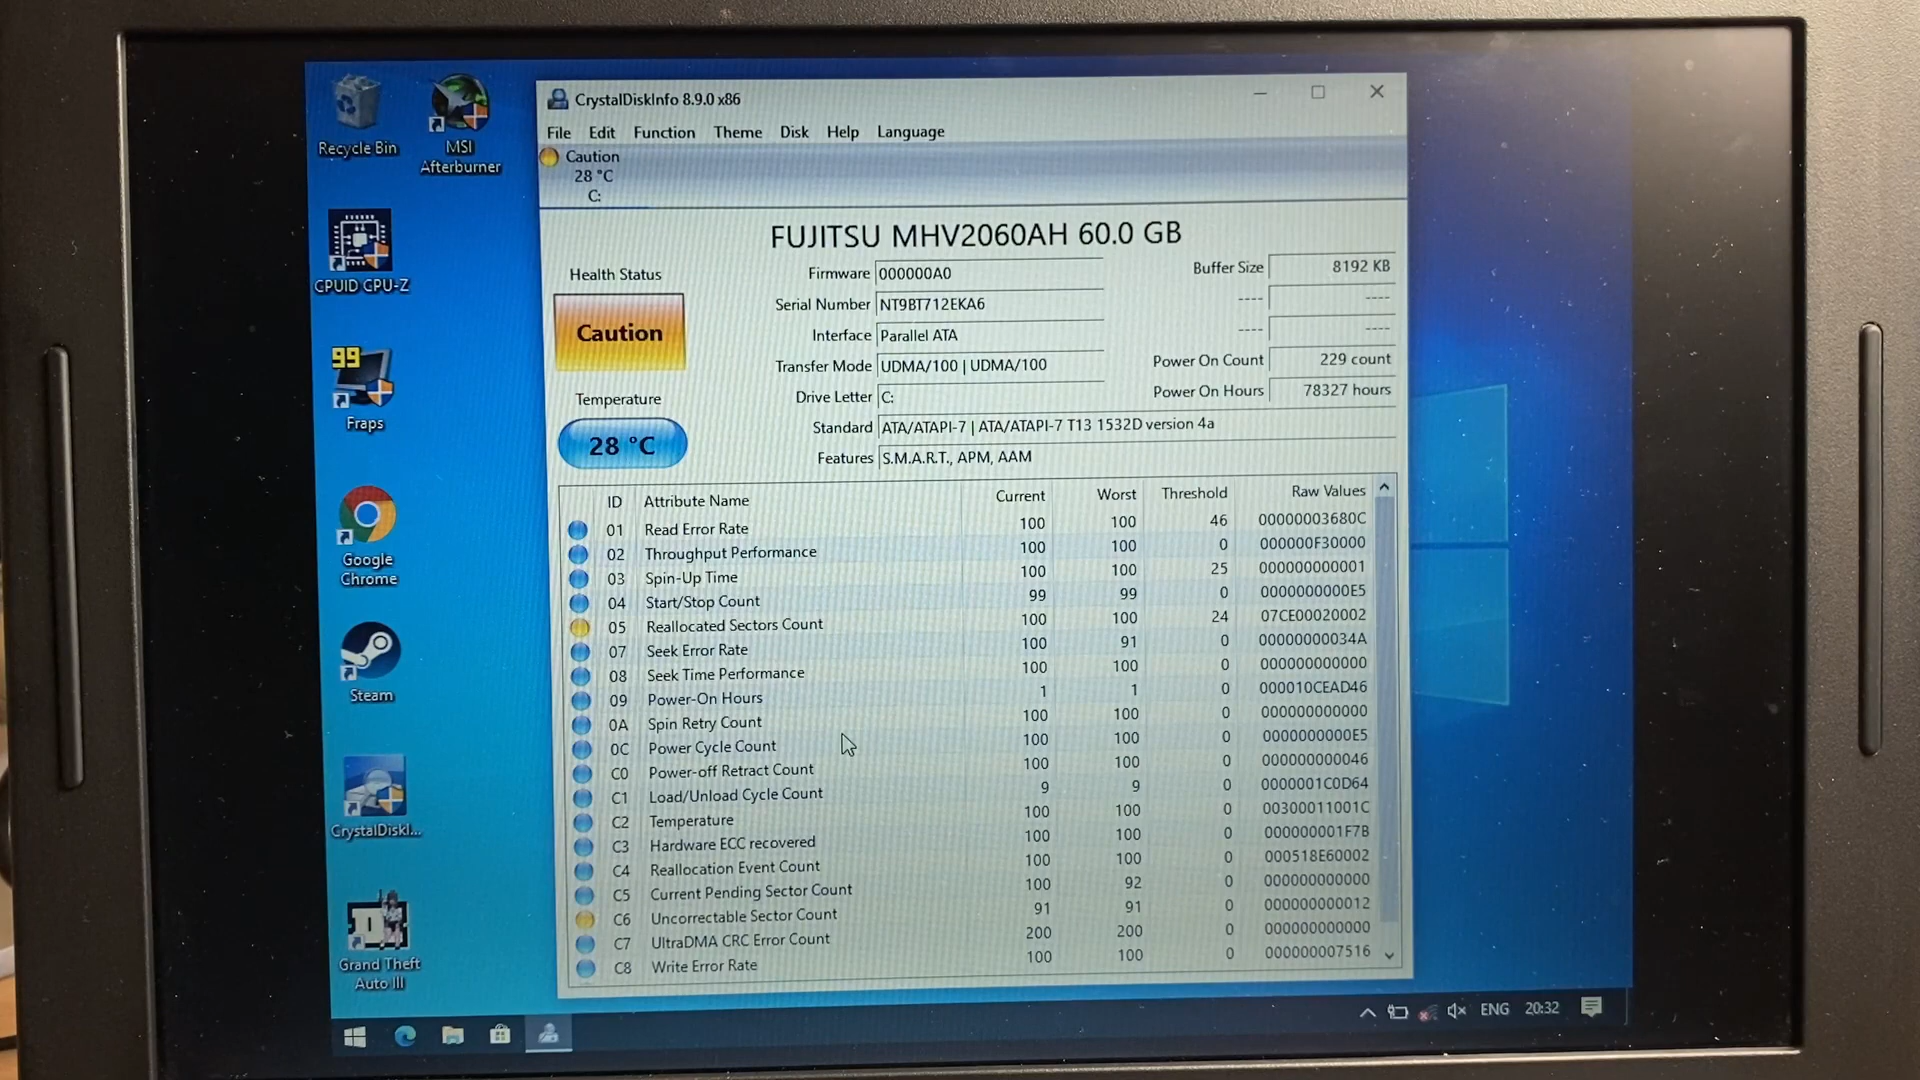 Recycle Bin
MSI
Afterburner
CPUID CPU-Z
99
Fraps
Google
Chrome
Steam
CrystalDiskI...
Grand Theft
Auto III
CrystalDiskInfo 8.9.0 x86
File Edit Function Theme Disk Help Language
Caution
28 °C
C:
FUJITSU MHV2060AH 60.0 GB
Health Status
Caution
Temperature
28 °C
Firmware 000000A0
Serial Number NT9BT712EKA6
Interface Parallel ATA
Transfer Mode UDMA/100 | UDMA/100
Drive Letter C:
Standard ATA/ATAPI-7 | ATA/ATAPI-7 T13 1532D version 4a
Features S.M.A.R.T., APM, AAM
Buffer Size 8192 KB
---- ----
---- ----
Power On Count 229 count
Power On Hours 78327 hours
ID Attribute Name Current Worst Threshold Raw Values
01 Read Error Rate 100 100 46 00000003680C
02 Throughput Performance 100 100 0 000000F30000
03 Spin-Up Time 100 100 25 000000000001
04 Start/Stop Count 99 99 0 0000000000E5
05 Reallocated Sectors Count 100 100 24 07CE00020002
07 Seek Error Rate 100 91 0 00000000034A
08 Seek Time Performance 100 100 0 000000000000
09 Power-On Hours 1 1 0 000010CEAD46
0A Spin Retry Count 100 100 0 000000000000
0C Power Cycle Count 100 100 0 0000000000E5
C0 Power-off Retract Count 100 100 0 000000000046
C1 Load/Unload Cycle Count 9 9 0 0000001C0D64
C2 Temperature 100 100 0 00300011001C
C3 Hardware ECC recovered 100 100 0 000000001F7B
C4 Reallocation Event Count 100 100 0 000518E60002
C5 Current Pending Sector Count 100 92 0 000000000000
C6 Uncorrectable Sector Count 91 91 0 000000000012
C7 UltraDMA CRC Error Count 200 200 0 000000000000
C8 Write Error Rate 100 100 0 000000007516
ENG 20:32